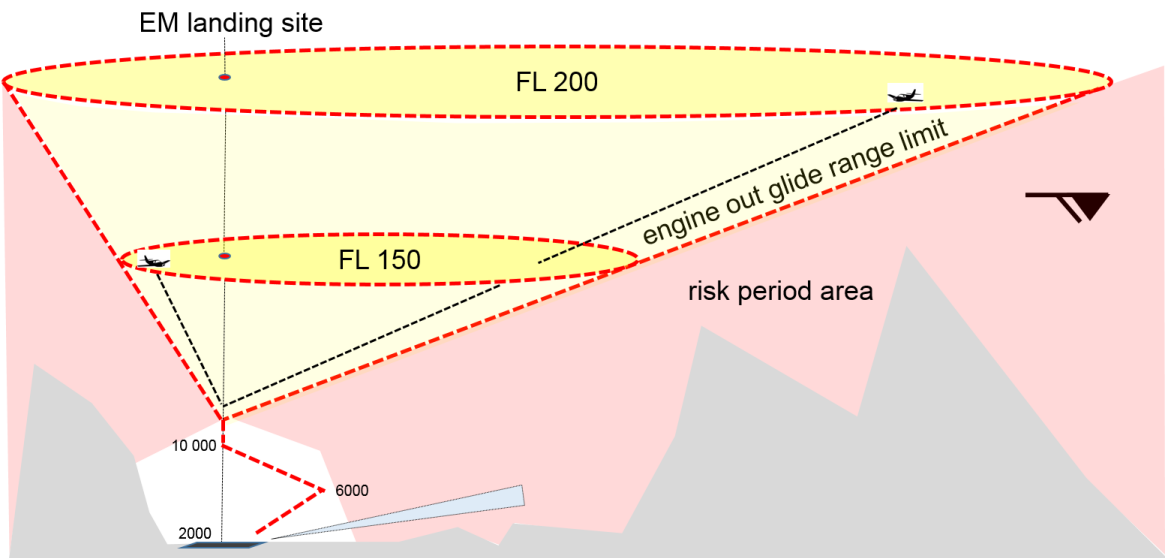 EM landing site
FL 200
engine out glide range limit
FL 150
risk period area
10 000
6000
2000